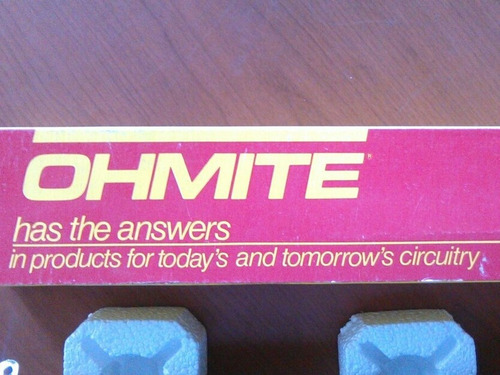 OHMITE®
has the answers
in products for today's and tomorrow's circuitry